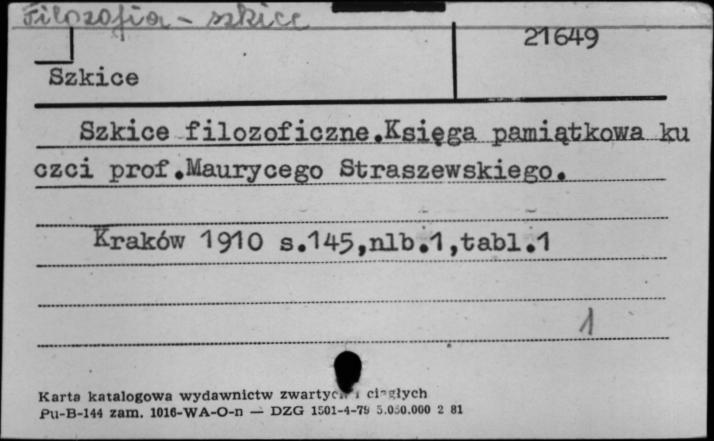 Filozofia - szkice
21649
Szkice
Szkice filozoficzne.Księga pamiątkowa ku
czci prof.Maurycego Straszewskiego.
Kraków 1910 s.145,nlb.1,tabl.1
1
Karta katalogowa wydawnictw zwartych i ciągłych
Pu-B-144 zam. 1016-WA-O-n — DZG 1501-4-79 5.050.000 2 81